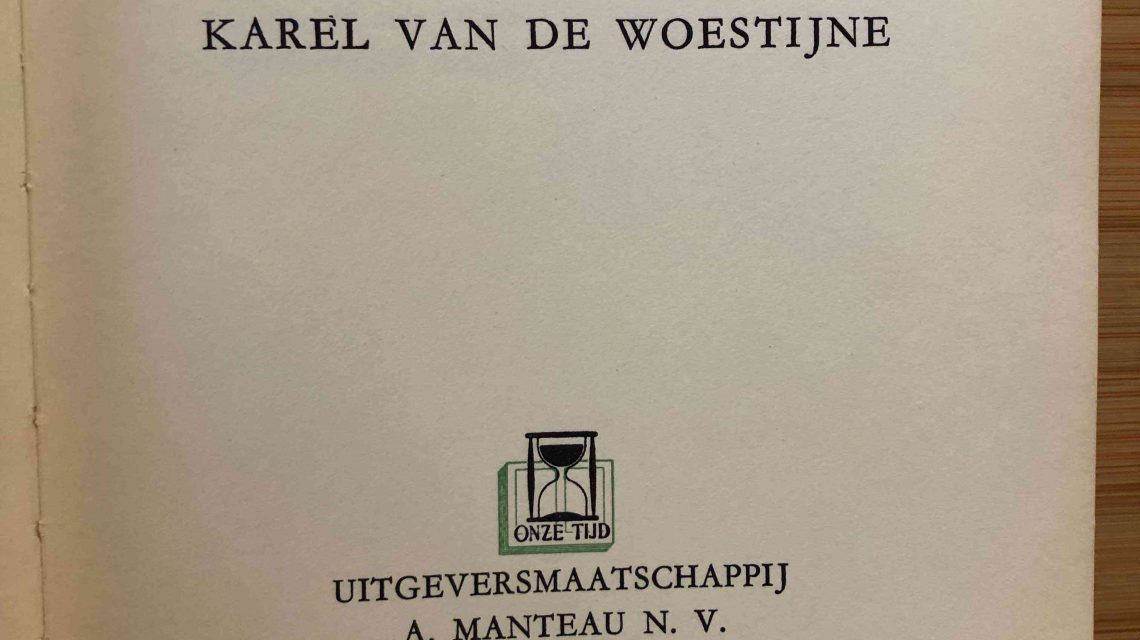 KAREL VAN DE WOESTIJNE
ONZE TIJD
UITGEVERSMAATSCHAPPIJ
A. MANTEAU N. V.